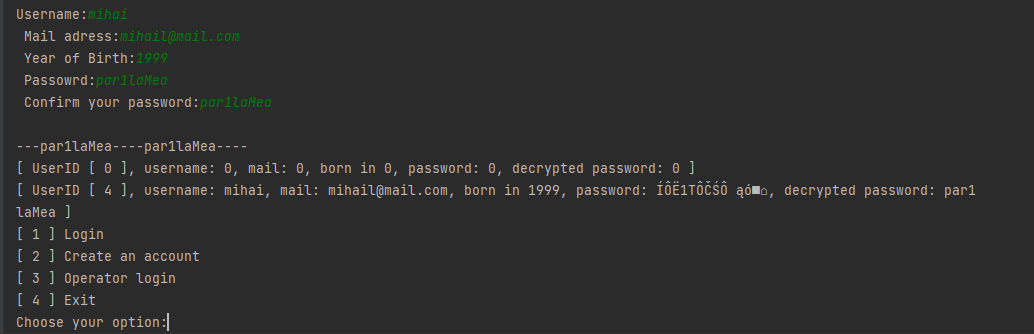 Username:mihai
Mail adress:mihail@mail.com
Year of Birth:1999
Passowrd:par1laMea
Confirm your password:par1laMea
---par1laMea----par1laMea----
[ UserID [ 0 ], username: 0, mail: 0, born in 0, password: 0, decrypted password: 0 ]
[ UserID [ 4 ], username: mihai, mail: mihail@mail.com, born in 1999, password: ÍÔË1TÔČŚÔ ąó■⌂, decrypted password: par1
laMea ]
[ 1 ] Login
[ 2 ] Create an account
[ 3 ] Operator login
[ 4 ] Exit
Choose your option: